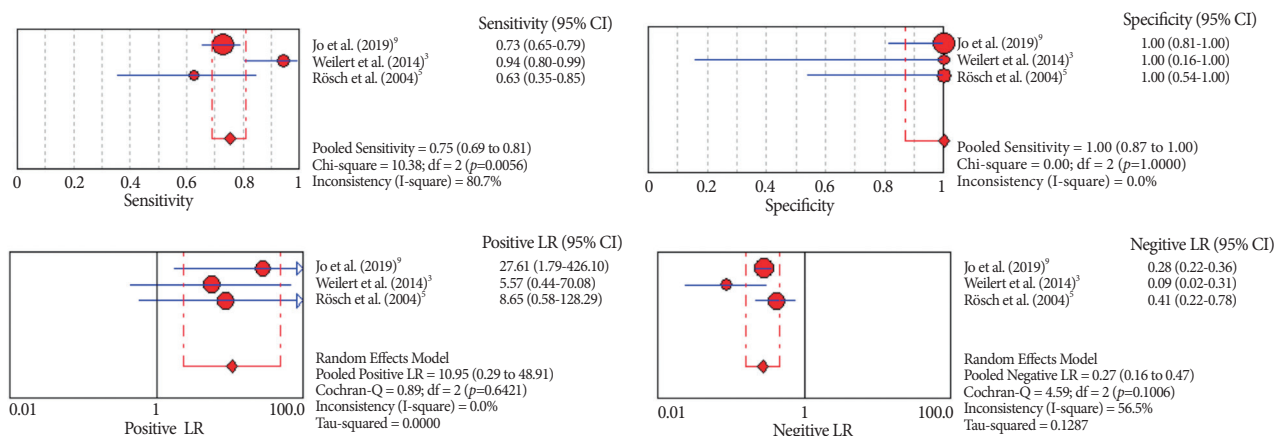 Sensitivity (95% CI)
Jo et al. (2019)⁹ 0.73 (0.65-0.79)
Weilert et al. (2014)³ 0.94 (0.80-0.99)
Rösch et al. (2004)⁵ 0.63 (0.35-0.85)
Pooled Sensitivity = 0.75 (0.69 to 0.81)
Chi-square = 10.38; df = 2 (p=0.0056)
Inconsistency (I-square) = 80.7%
0 0.2 0.4 0.6 0.8 1
Sensitivity
Specificity (95% CI)
Jo et al. (2019)⁹ 1.00 (0.81-1.00)
Weilert et al. (2014)³ 1.00 (0.16-1.00)
Rösch et al. (2004)⁵ 1.00 (0.54-1.00)
Pooled Sensitivity = 1.00 (0.87 to 1.00)
Chi-square = 0.00; df = 2 (p=1.0000)
Inconsistency (I-square) = 0.0%
0 0.2 0.4 0.6 0.8 1
Specificity
Positive LR (95% CI)
Jo et al. (2019)⁹ 27.61 (1.79-426.10)
Weilert et al. (2014)³ 5.57 (0.44-70.08)
Rösch et al. (2004)⁵ 8.65 (0.58-128.29)
Random Effects Model
Pooled Positive LR = 10.95 (0.29 to 48.91)
Cochran-Q = 0.89; df = 2 (p=0.6421)
Inconsistency (I-square) = 0.0%
Tau-squared = 0.0000
0.01 1 100.0
Positive LR
Negitive LR (95% CI)
Jo et al. (2019)⁹ 0.28 (0.22-0.36)
Weilert et al. (2014)³ 0.09 (0.02-0.31)
Rösch et al. (2004)⁵ 0.41 (0.22-0.78)
Random Effects Model
Pooled Negative LR = 0.27 (0.16 to 0.47)
Cochran-Q = 4.59; df = 2 (p=0.1006)
Inconsistency (I-square) = 56.5%
Tau-squared = 0.1287
0.01 1 100.0
Negitive LR